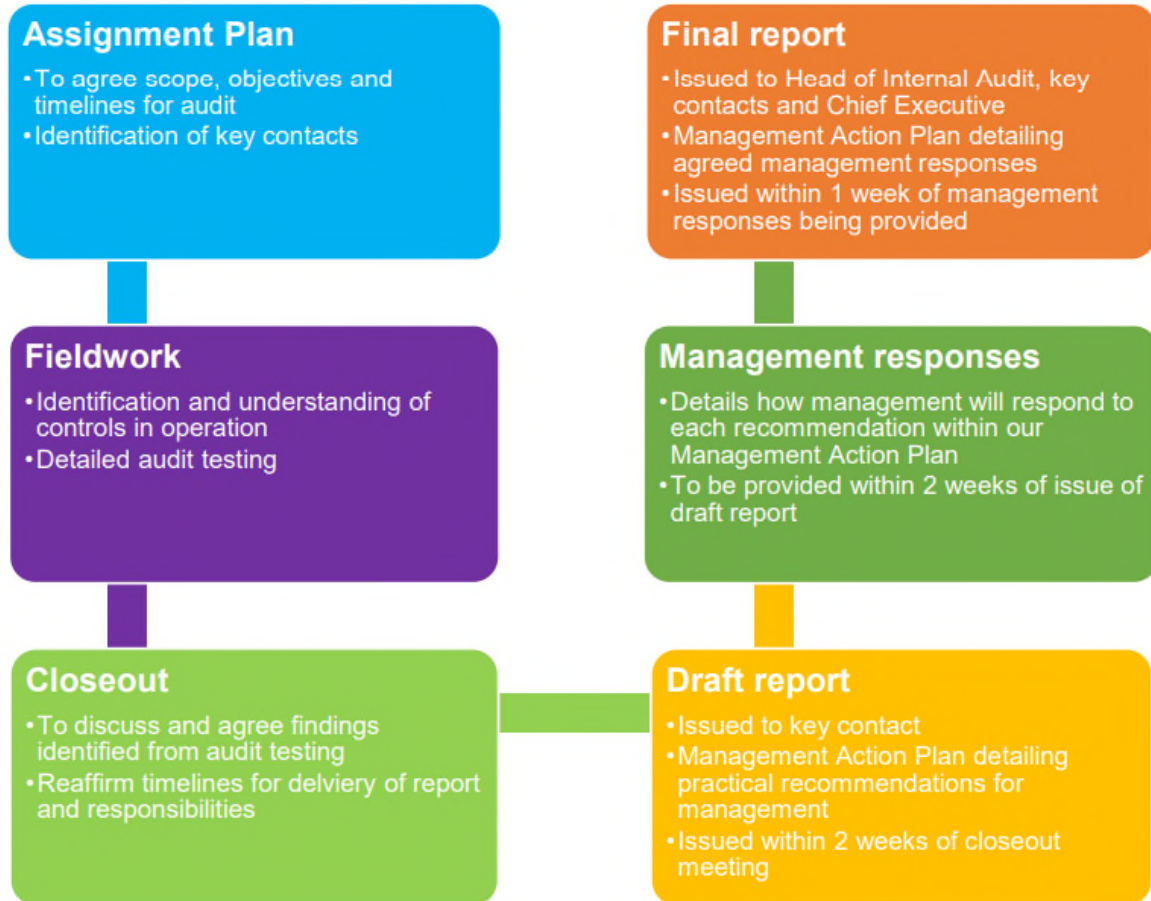 Assignment Plan
•To agree scope, objectives and
timelines for audit
•Identification of key contacts
Fieldwork
•Identification and understanding of
controls in operation
•Detailed audit testing
Closeout
•To discuss and agree findings
identified from audit testing
•Reaffirm timelines for delviery of report
and responsibilities
Draft report
•Issued to key contact
•Management Action Plan detailing
practical recommendations for
management
•Issued within 2 weeks of closeout
meeting
Management responses
•Details how management will respond to
each recommendation within our
Management Action Plan
•To be provided within 2 weeks of issue of
draft report
Final report
•Issued to Head of Internal Audit, key
contacts and Chief Executive
•Management Action Plan detailing
agreed management responses
•Issued within 1 week of management
responses being provided